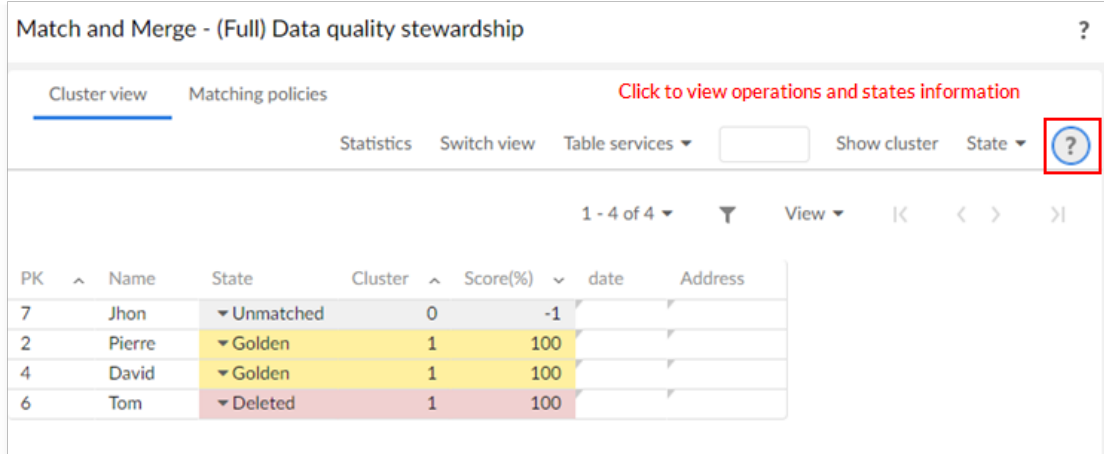 Match and Merge - (Full) Data quality stewardship ?
Cluster view Matching policies Click to view operations and states information
Statistics Switch view Table services Show cluster State ?
1 - 4 of 4 View
PK Name State Cluster Score(%) date Address
7 Jhon Unmatched 0 -1
2 Pierre Golden 1 100
4 David Golden 1 100
6 Tom Deleted 1 100